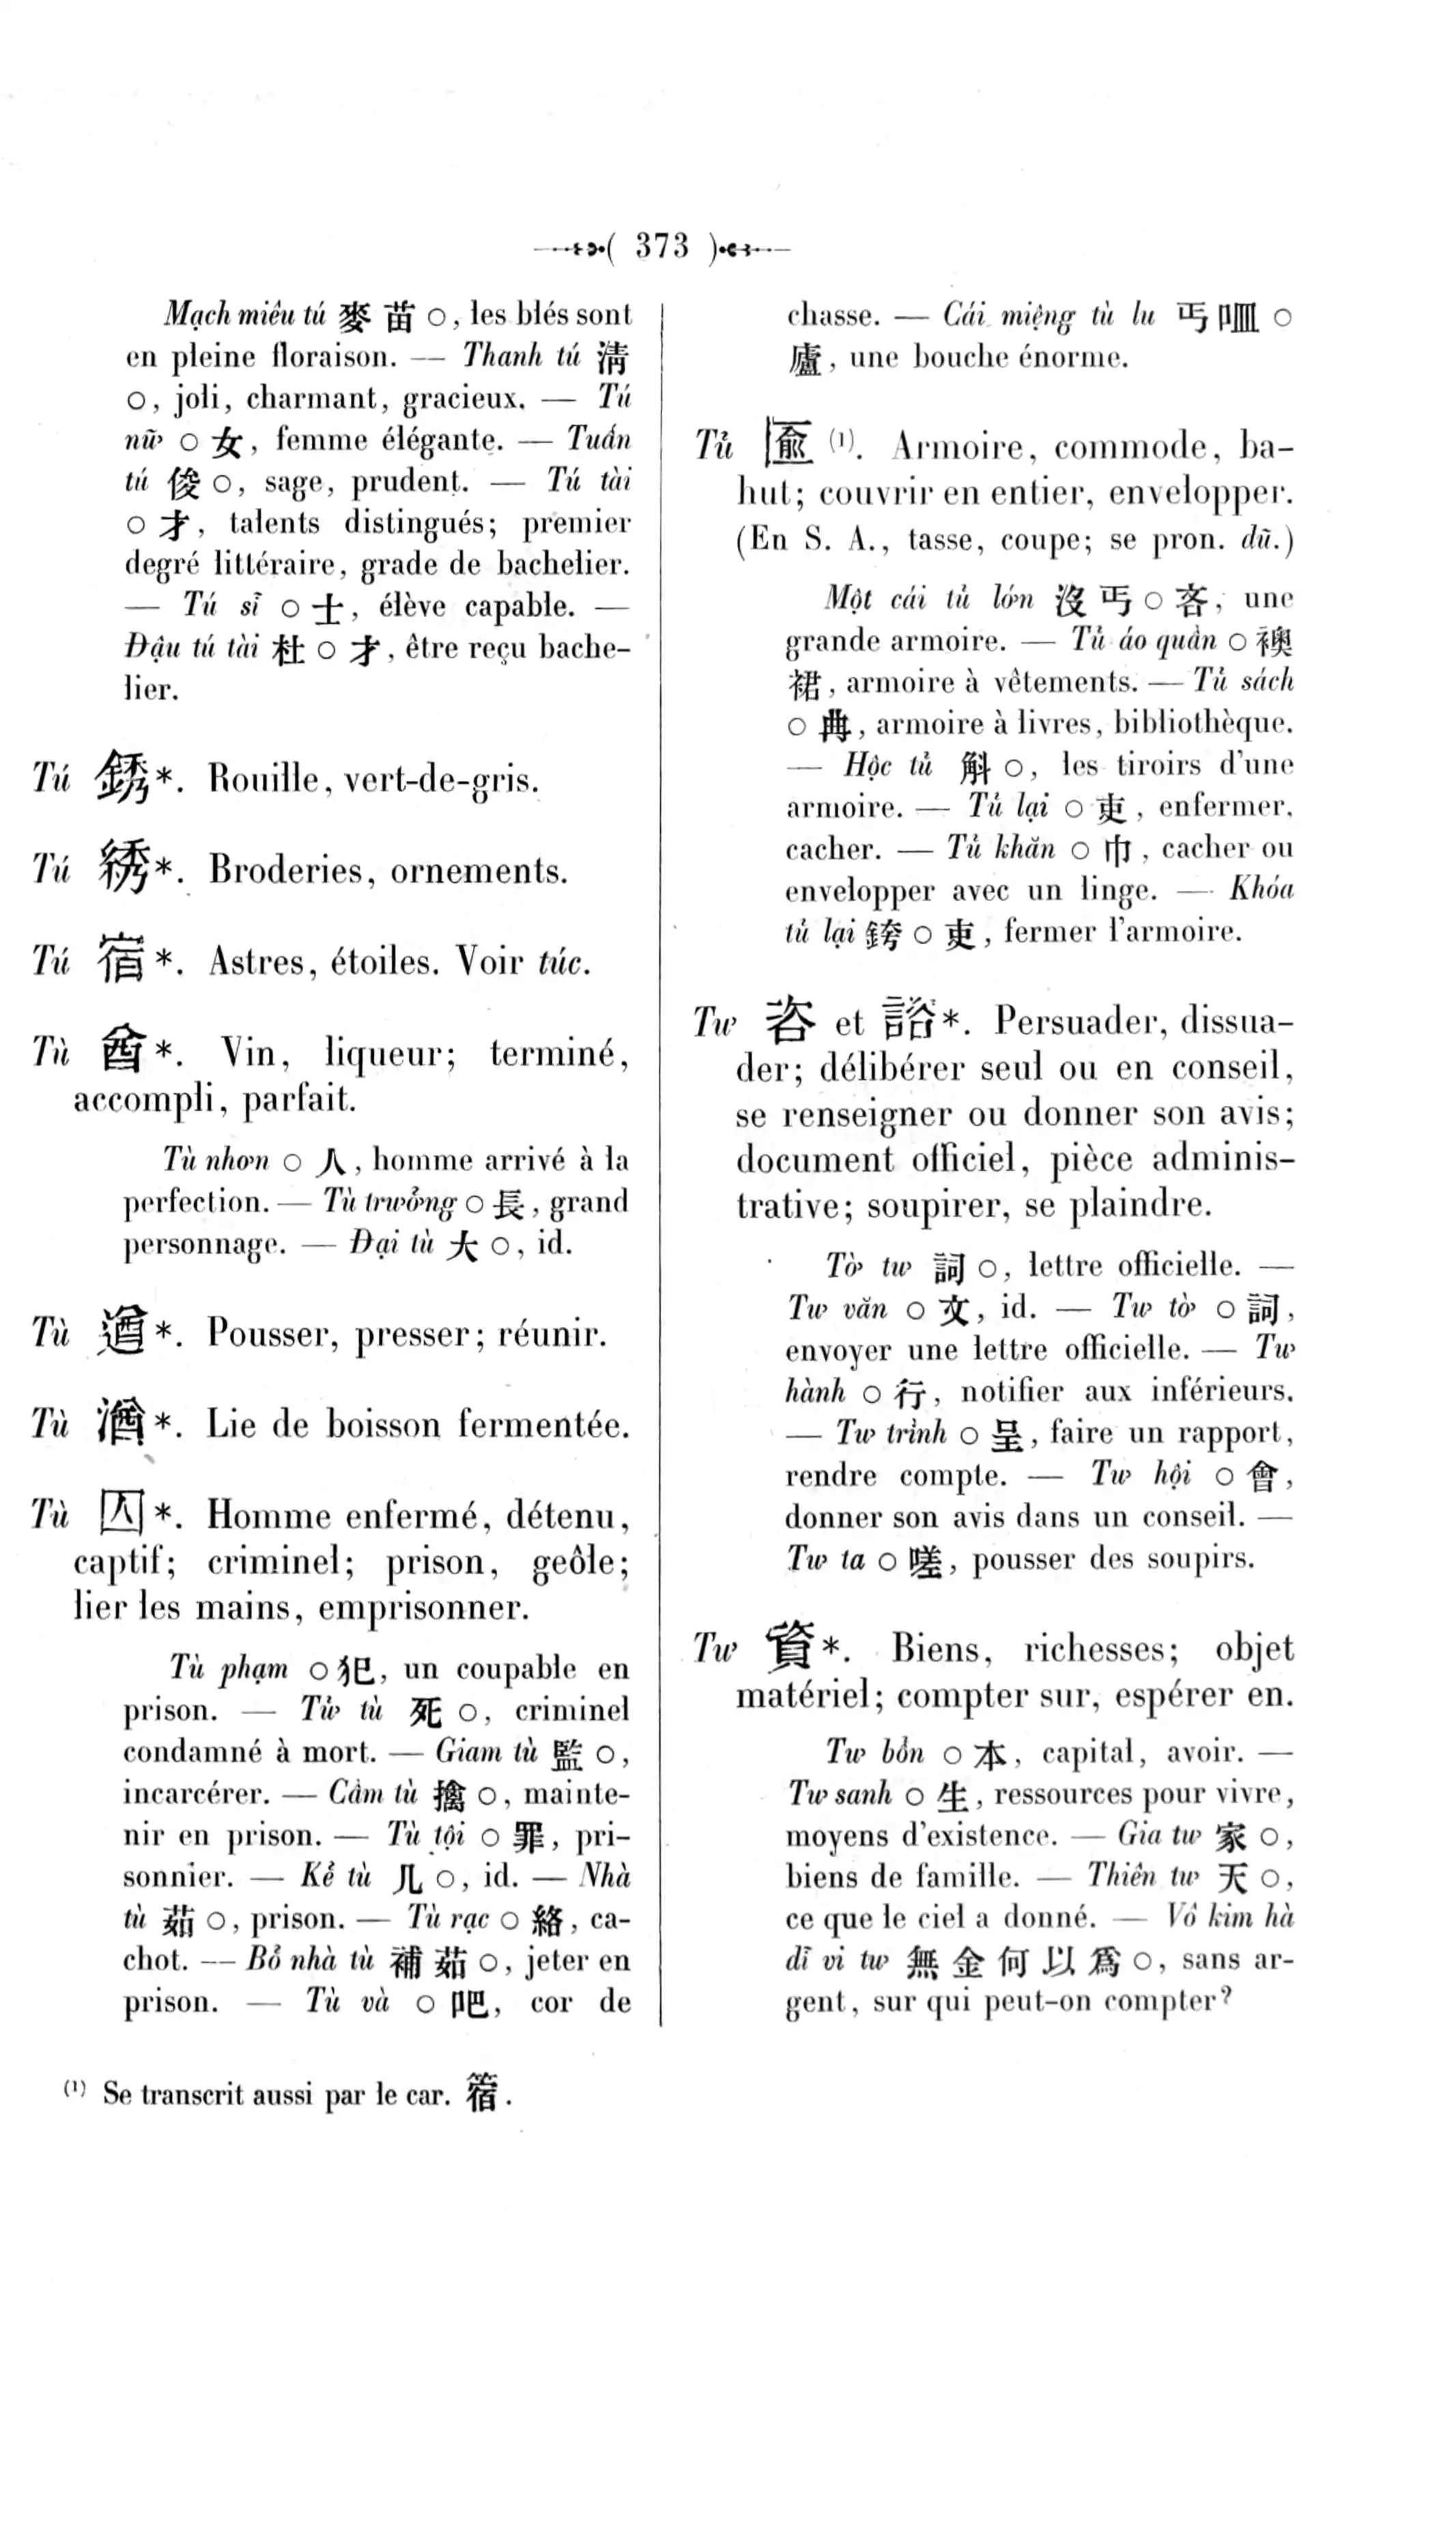 ( 373 )
Mạch miêu tú 麥苗○, les blés sont
en pleine floraison. — Thanh tú 淸
○, joli, charmant, gracieux. — Tú
nữ ○女, femme élégante. — Tuấn
tú 俊○, sage, prudent. — Tú tài
○才, talents distingués; premier
degré littéraire, grade de bachelier.
— Tú sĩ ○士, élève capable. —
Đậu tú tài 杜○才, être reçu bache-
lier.
Tú 銹*. Rouille, vert-de-gris.
Tú 綉*. Broderies, ornements.
Tú 宿*. Astres, étoiles. Voir túc.
Tù 酋*. Vin, liqueur; terminé,
accompli, parfait.
Tù nhơn ○人, homme arrivé à la
perfection. — Tù trưởng ○長, grand
personnage. — Đại tù 大○, id.
Tù 遒*. Pousser, presser; réunir.
Tù 渞*. Lie de boisson fermentée.
Tù 囚*. Homme enfermé, détenu,
captif; criminel; prison, geôle;
lier les mains, emprisonner.
Tù phạm ○犯, un coupable en
prison. — Tử tù 死○, criminel
condamné à mort. — Giam tù 監○,
incarcérer. — Cầm tù 擒○, mainte-
nir en prison. — Tù tội ○罪, pri-
sonnier. — Kẻ tù 几○, id. — Nhà
tù 茹○, prison. — Tù rạc ○絡, ca-
chot. — Bỏ nhà tù 補茹○, jeter en
prison. — Tù và ○吧, cor de
(1) Se transcrit aussi par le car. 䈹.
chasse. — Cái miệng tù lu 丐𠰘○
廬, une bouche énorme.
Tủ 匬 (1). Armoire, commode, ba-
hut; couvrir en entier, envelopper.
(En S. A., tasse, coupe; se pron. dũ.)
Một cái tủ lớn 沒丐○𡘯, une
grande armoire. — Tủ áo quần ○襖
裙, armoire à vêtements. — Tủ sách
○冊, armoire à livres, bibliothèque.
— Hộc tủ 斛○, les tiroirs d'une
armoire. — Tủ lại ○吏, enfermer,
cacher. — Tủ khăn ○巾, cacher ou
envelopper avec un linge. — Khóa
tủ lại 銙○吏, fermer l'armoire.
Tư 咨 et 諮*. Persuader, dissua-
der; délibérer seul ou en conseil,
se renseigner ou donner son avis;
document officiel, pièce adminis-
trative; soupirer, se plaindre.
Tờ tư 詞○, lettre officielle. —
Tư văn ○文, id. — Tư tờ ○詞,
envoyer une lettre officielle. — Tư
hành ○行, notifier aux inférieurs.
— Tư trình ○呈, faire un rapport,
rendre compte. — Tư hội ○會,
donner son avis dans un conseil. —
Tư ta ○嗟, pousser des soupirs.
Tư 資*. Biens, richesses; objet
matériel; compter sur, espérer en.
Tư bổn ○本, capital, avoir. —
Tư sanh ○生, ressources pour vivre,
moyens d'existence. — Gia tư 家○,
biens de famille. — Thiên tư 天○,
ce que le ciel a donné. — Vô kim hà
dĩ vi tư 無金何以爲○, sans ar-
gent, sur qui peut-on compter?